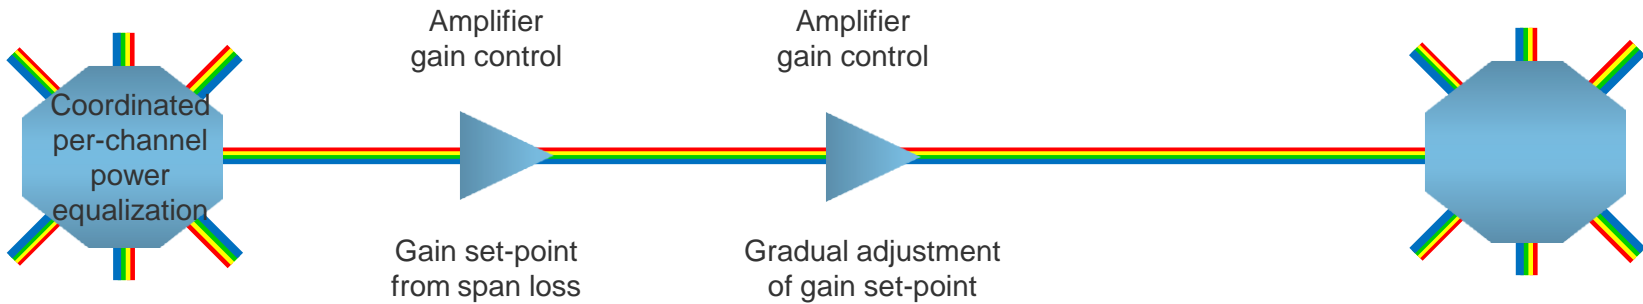 Amplifier
gain control
Amplifier
gain control
Coordinated
per-channel
power
equalization
Gain set-point
from span loss
Gradual adjustment
of gain set-point